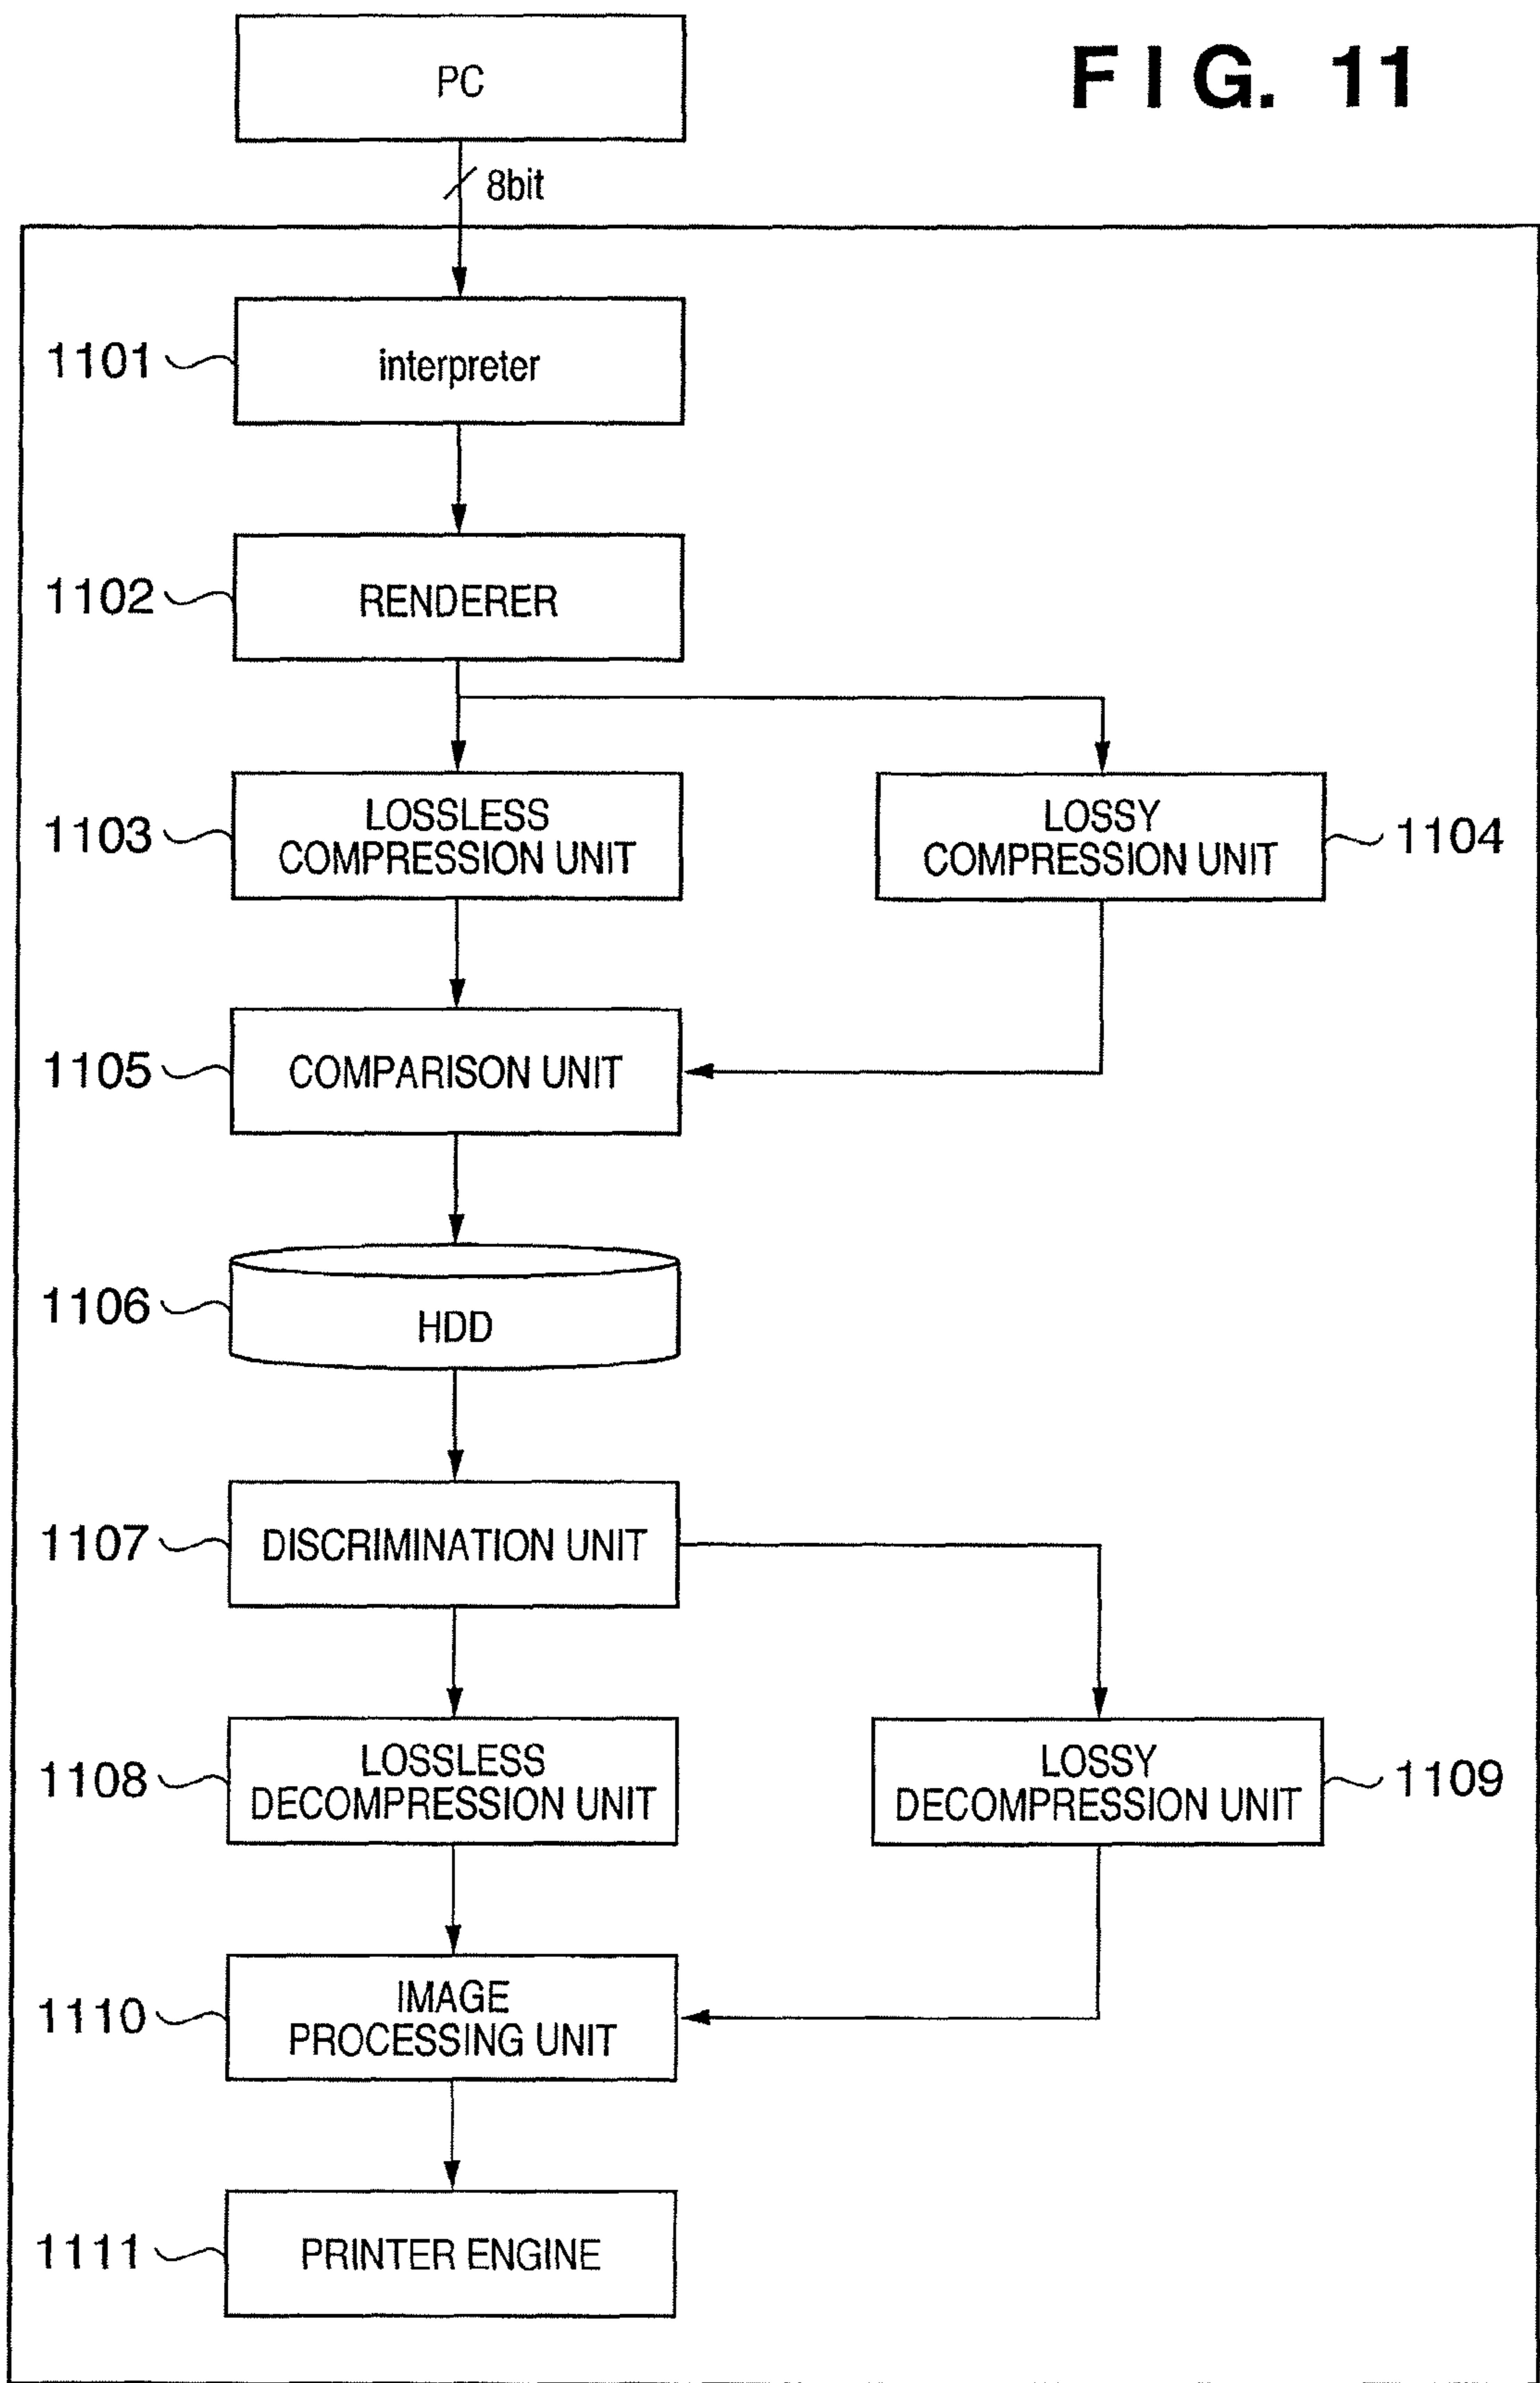 PC
FIG. 11
8bit
1101
interpreter
1102
RENDERER
1103
LOSSLESS
COMPRESSION UNIT
LOSSY
COMPRESSION UNIT
1104
1105
COMPARISON UNIT
1106
HDD
1107
DISCRIMINATION UNIT
1108
LOSSLESS
DECOMPRESSION UNIT
LOSSY
DECOMPRESSION UNIT
1109
1110
IMAGE
PROCESSING UNIT
1111
PRINTER ENGINE